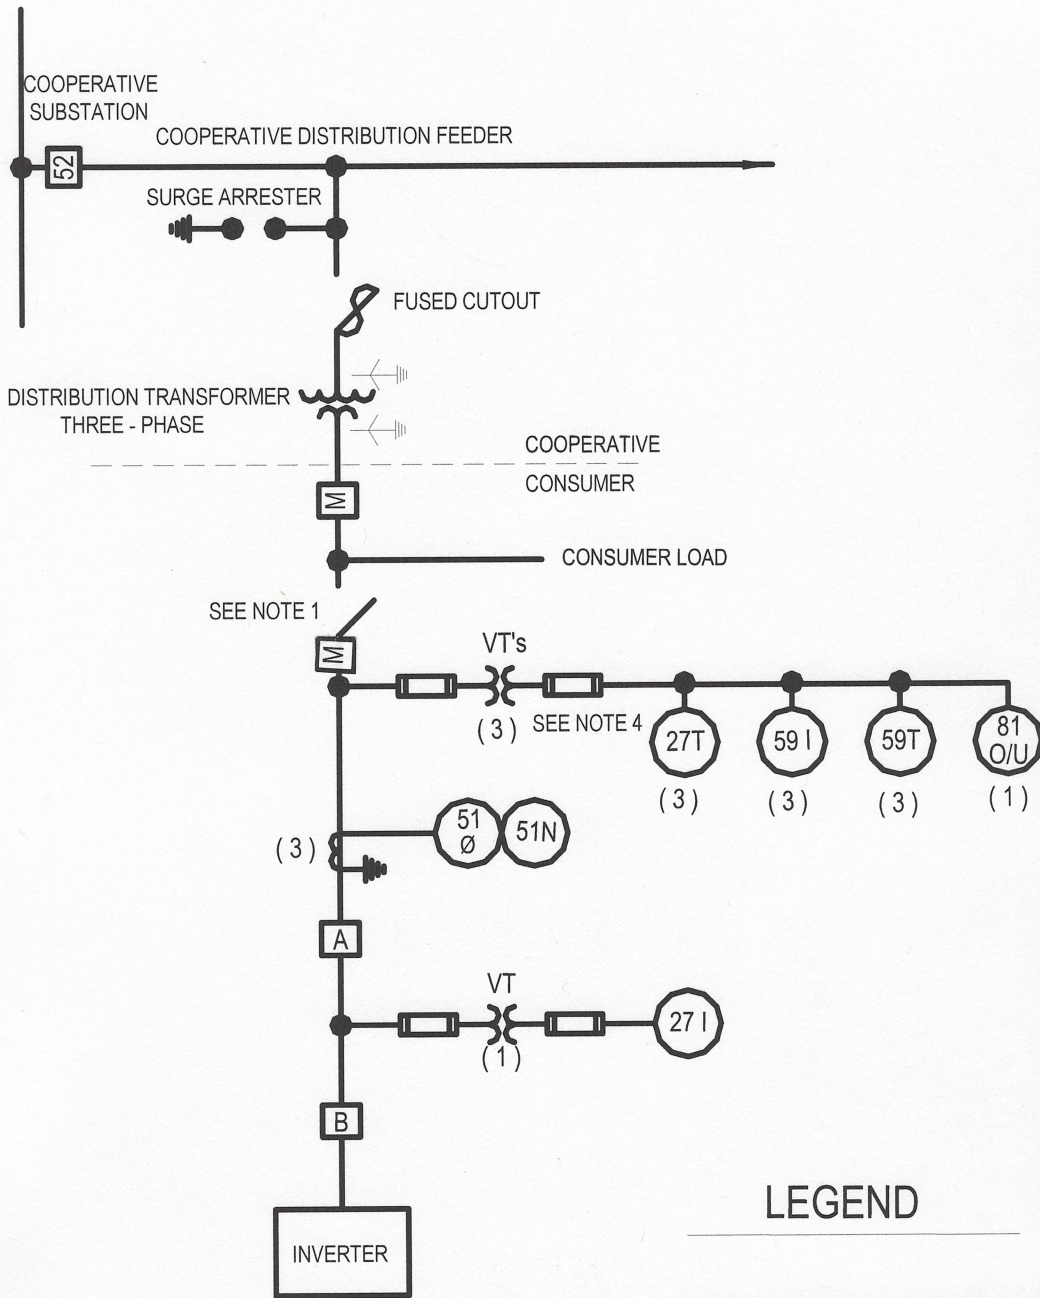 COOPERATIVE
SUBSTATION
COOPERATIVE DISTRIBUTION FEEDER
52
SURGE ARRESTER
FUSED CUTOUT
DISTRIBUTION TRANSFORMER
THREE - PHASE
COOPERATIVE
CONSUMER
M
CONSUMER LOAD
SEE NOTE 1
M
VT's
(3)
SEE NOTE 4
27T
59 I
59T
81
O/U
(3)
(3)
(3)
(1)
(3)
51
Ø
51N
A
VT
(1)
27 I
B
INVERTER
LEGEND